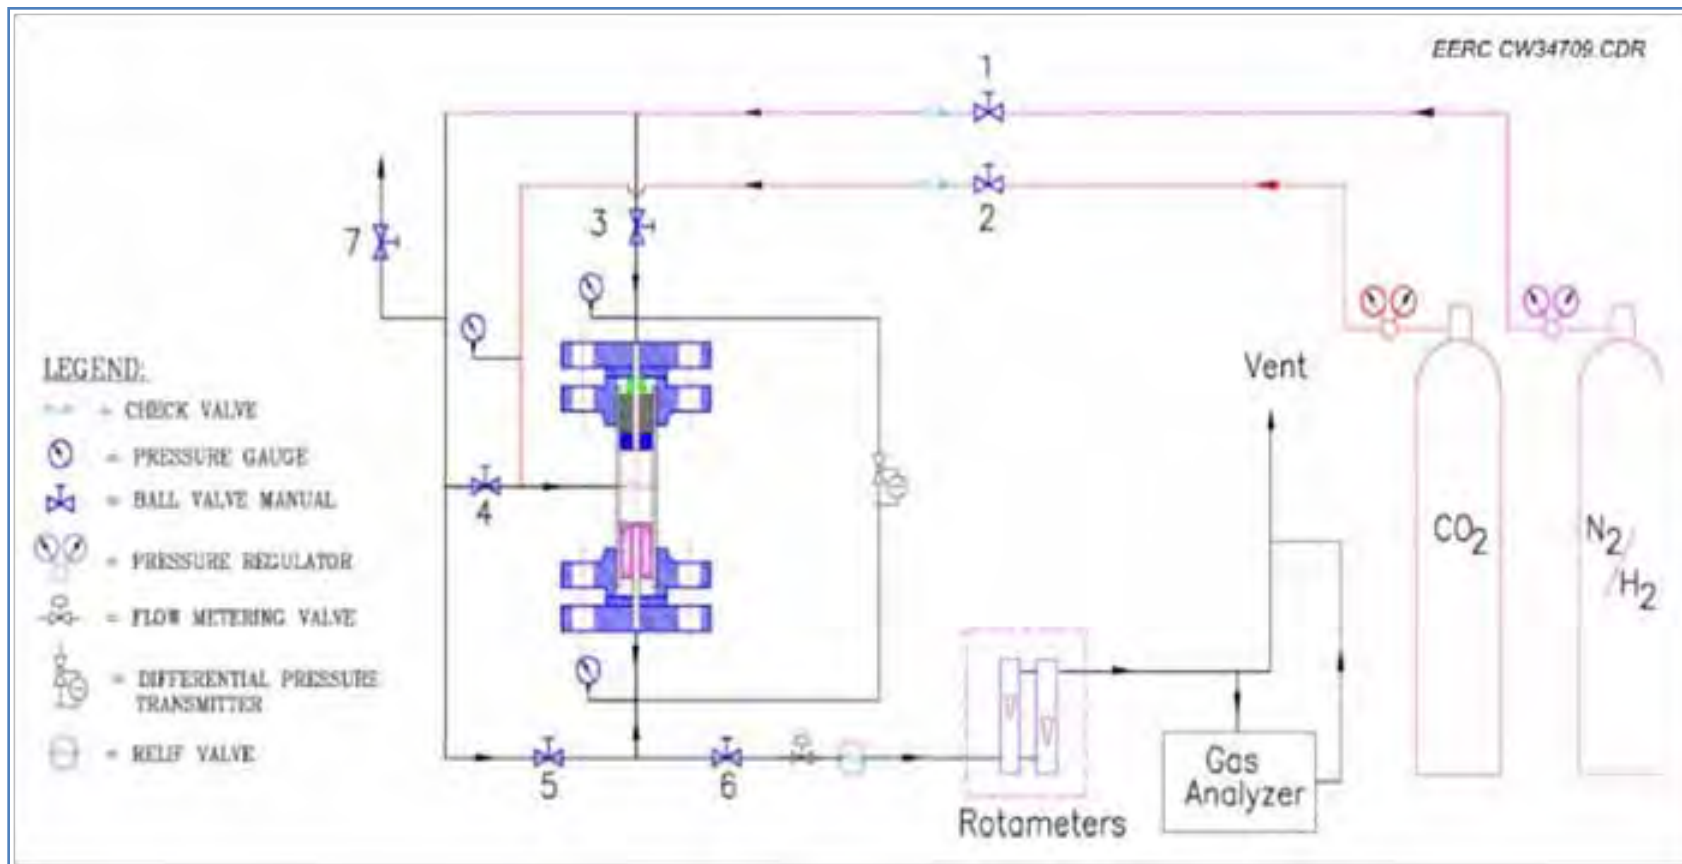 EERC CW34709.CDR
1
2
3
7
LEGEND:
= CHECK VALVE
= PRESSURE GAUGE
= BALL VALVE MANUAL
= PRESSURE REGULATOR
= FLOW METERING VALVE
= DIFFERENTIAL PRESSURE
TRANSMITTER
= RELIF VALVE
4
5
6
Vent
CO2
N2/
/H2
Gas
Analyzer
Rotameters